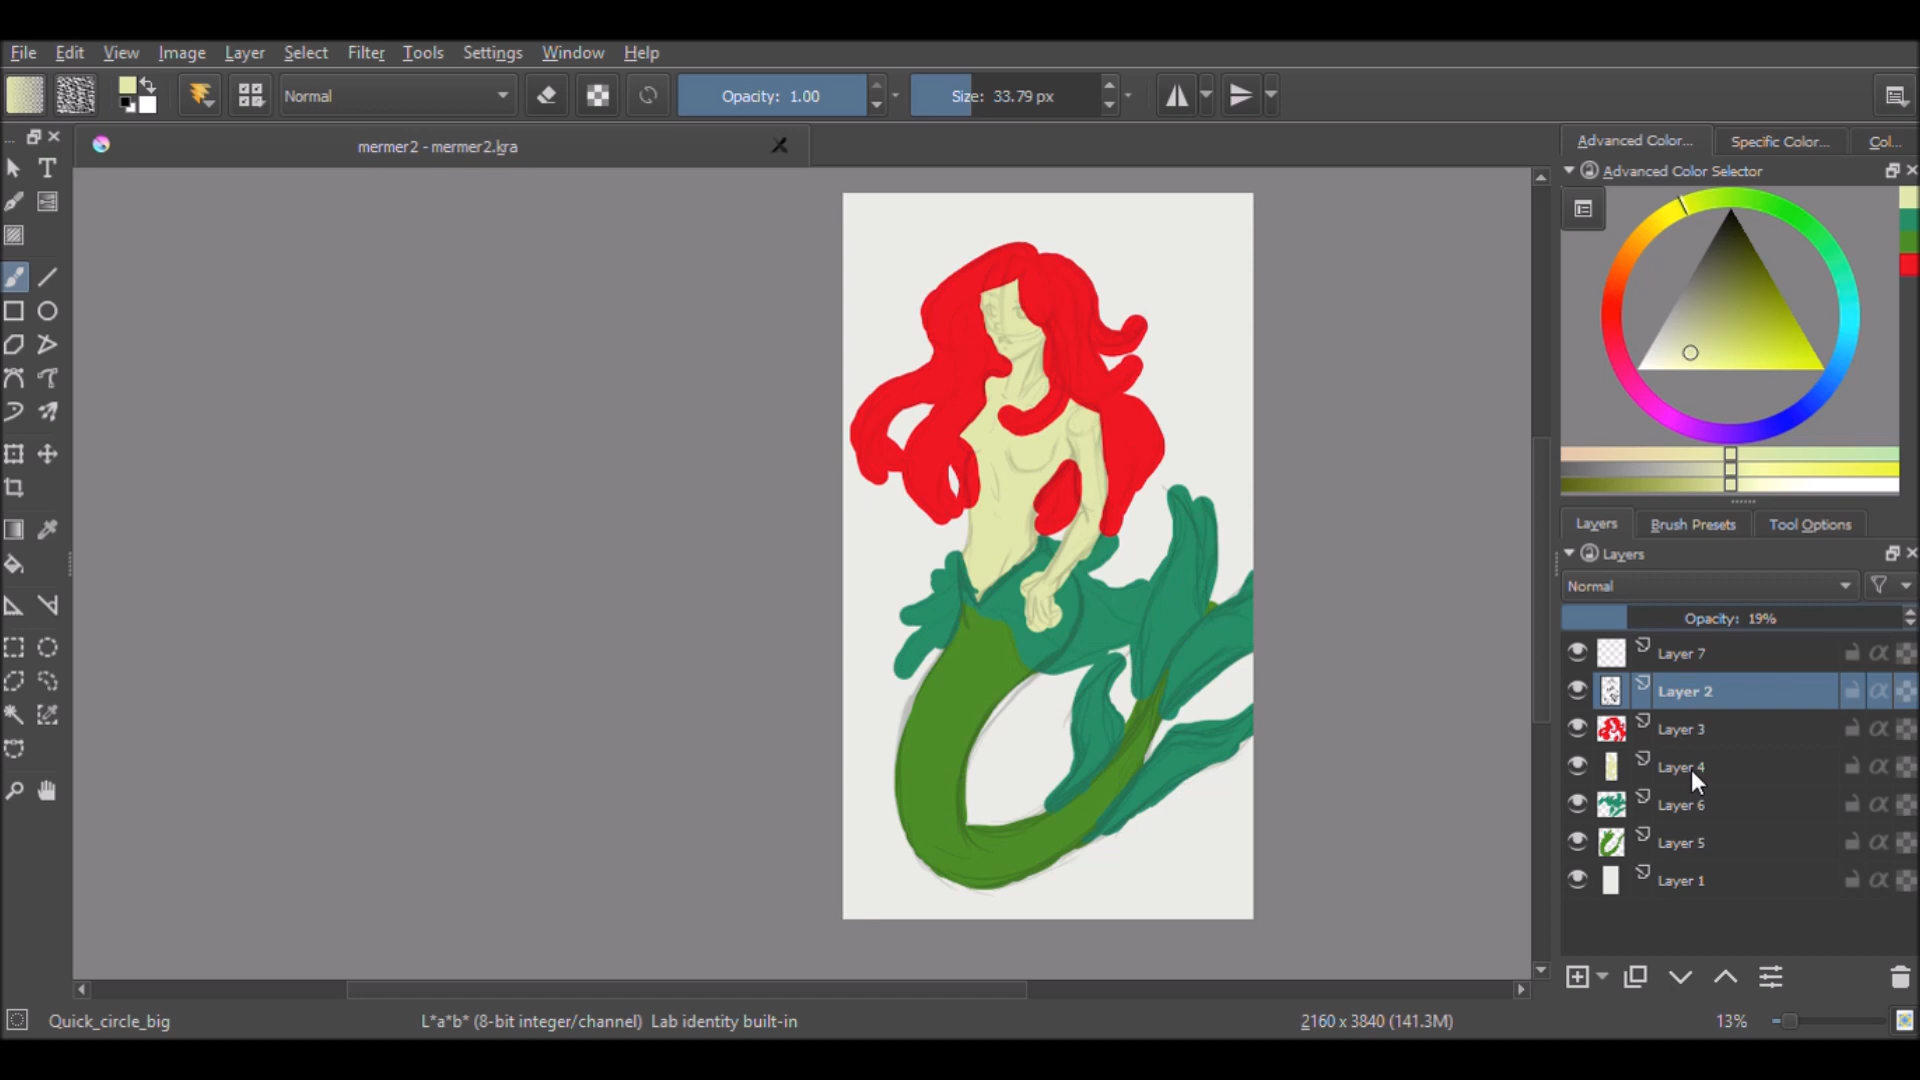 File Edit View Image Layer Select Filter Tools Settings Window Help
Normal Opacity: 1.00 Size: 33.79 px
mermer2 - mermer2.kra
Advanced Color... Specific Color... Col...
Advanced Color Selector
Layers Brush Presets Tool Options
Layers
Normal
Opacity: 19%
Layer 7
Layer 2
Layer 3
Layer 4
Layer 6
Layer 5
Layer 1
Quick_circle_big L*a*b* (8-bit integer/channel) Lab identity built-in 2160 x 3840 (141.3M) 13%